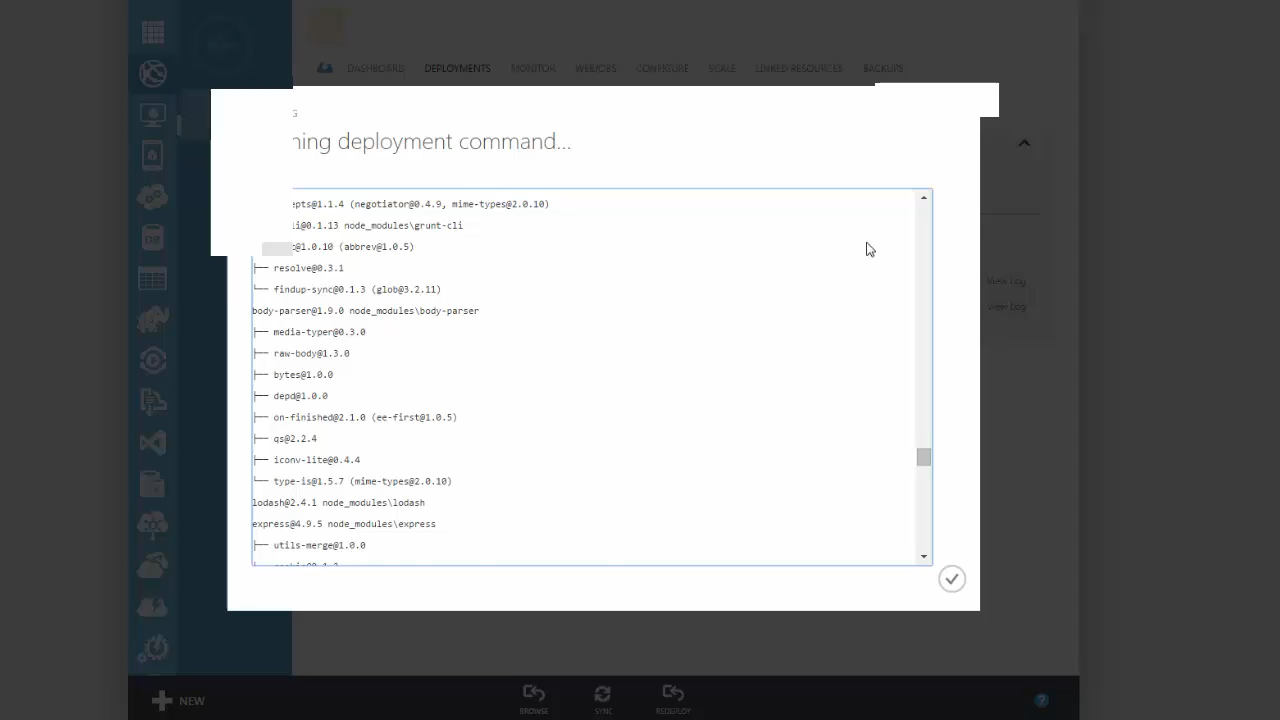 DASHBOARD DEPLOYMENTS MONITOR WEBJOBS CONFIGURE SCALE LINKED RESOURCES BACKUPS
G
ning deployment command...
epts@1.1.4 (negotiator@0.4.9, mime-types@2.0.10)
li@0.1.13 node_modules\grunt-cli
@1.0.10 (abbrev@1.0.5)
├── resolve@0.3.1
└── findup-sync@0.1.3 (glob@3.2.11)
View Log
body-parser@1.9.0 node_modules\body-parser
View Log
├── media-typer@0.3.0
├── raw-body@1.3.0
├── bytes@1.0.0
├── depd@1.0.0
├── on-finished@2.1.0 (ee-first@1.0.5)
├── qs@2.2.4
├── iconv-lite@0.4.4
└── type-is@1.5.7 (mime-types@2.0.10)
lodash@2.4.1 node_modules\lodash
express@4.9.5 node_modules\express
├── utils-merge@1.0.0
NEW
BROWSE SYNC REDEPLOY
?